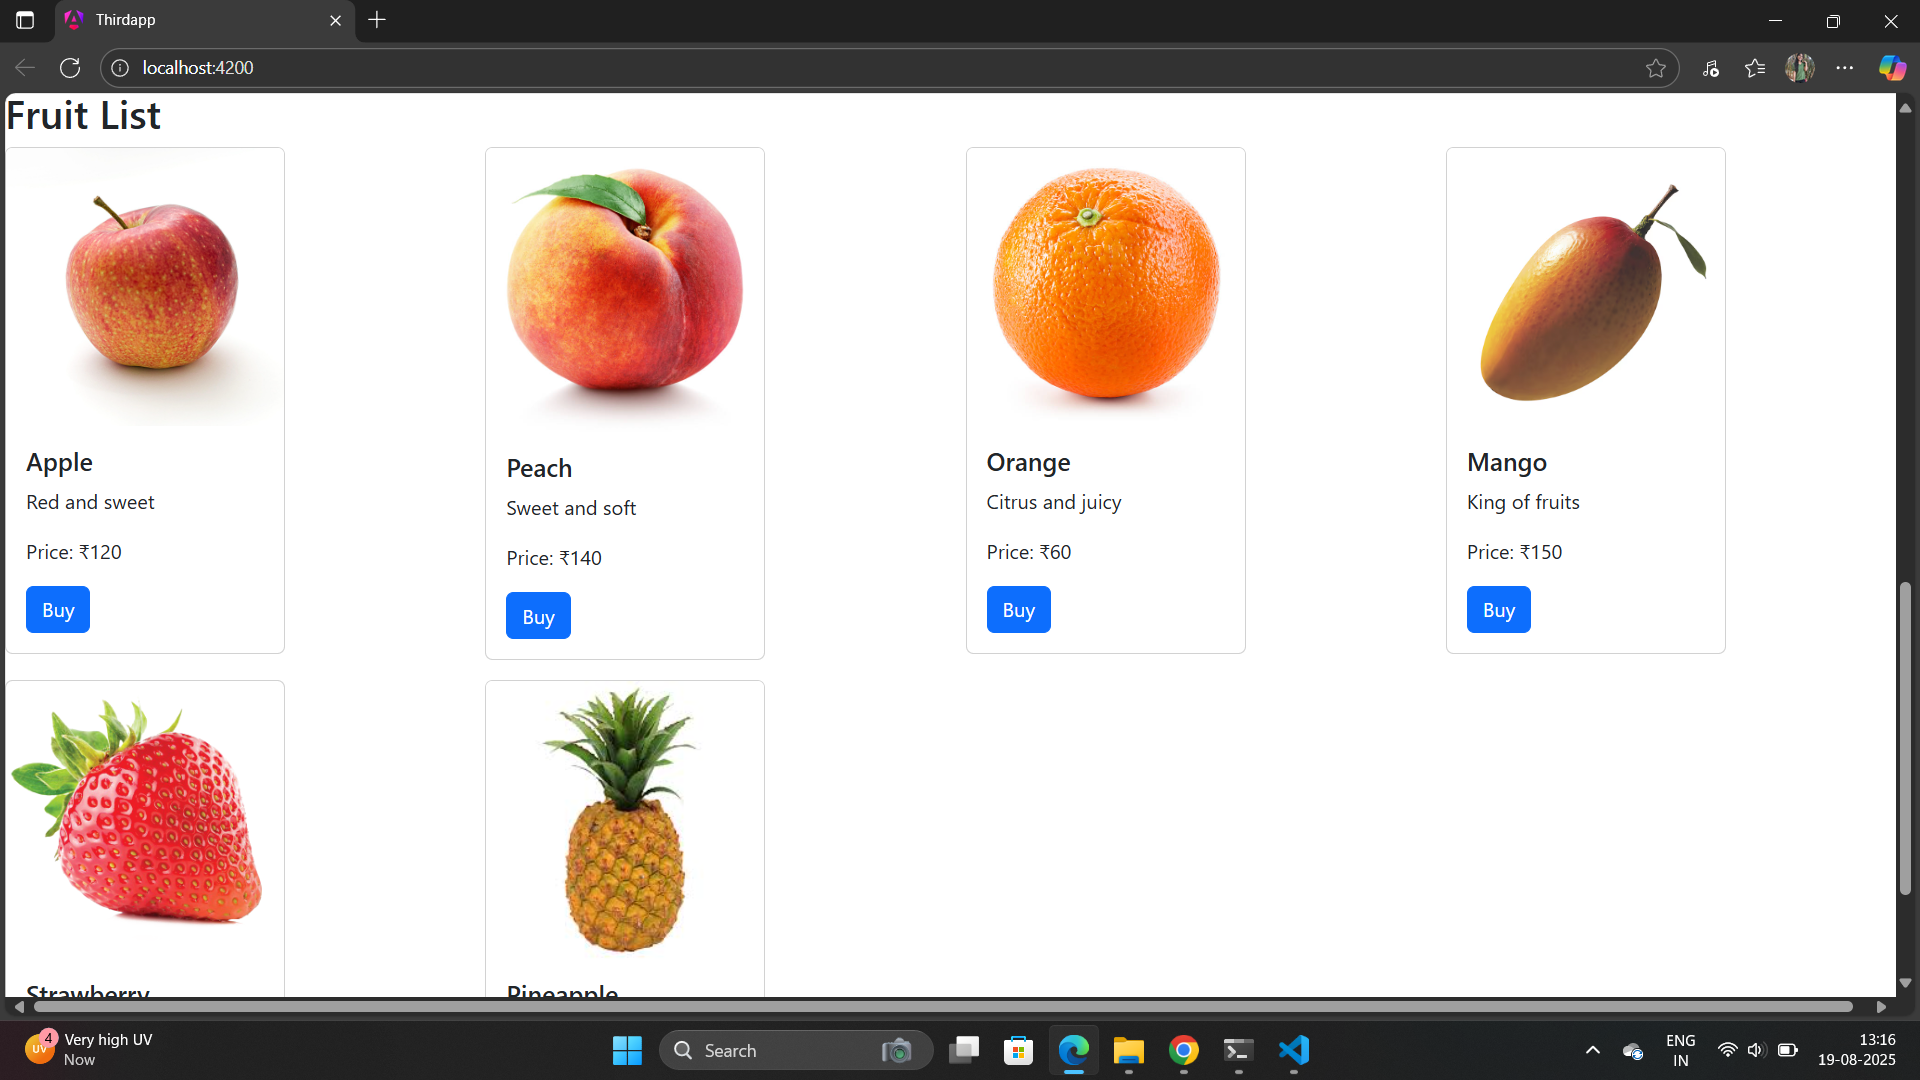 Thirdapp
localhost:4200
Fruit List
Apple
Red and sweet
Price: ₹120
Buy
Peach
Sweet and soft
Price: ₹140
Buy
Orange
Citrus and juicy
Price: ₹60
Buy
Mango
King of fruits
Price: ₹150
Buy
Strawberry
Pineapple
UV
4
Very high UV
Now
Search
ENG
IN
13:16
19-08-2025